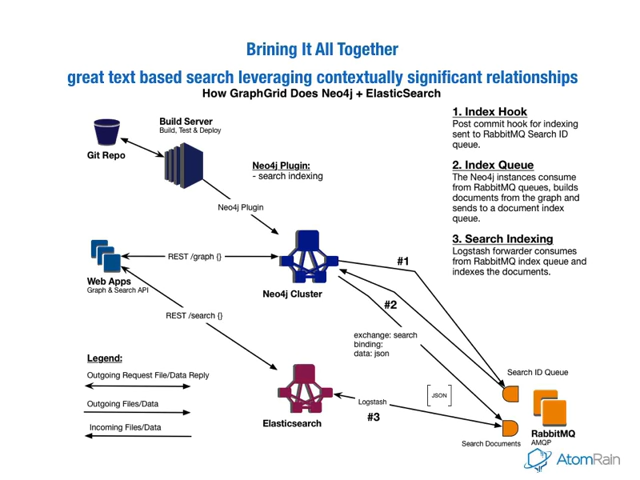 Brining It All Together
great text based search leveraging contextually significant relationships
How GraphGrid Does Neo4j + ElasticSearch
Build Server
Build, Test & Deploy
Git Repo
Neo4j Plugin:
- search indexing
Neo4j Plugin
1. Index Hook
Post commit hook for indexing
sent to RabbitMQ Search ID
queue.
2. Index Queue
The Neo4j instances consume
from RabbitMQ queues, builds
documents from the graph and
sends to a document index
queue.
3. Search Indexing
Logstash forwarder consumes
from RabbitMQ index queue and
indexes the documents.
REST /graph {}
#1
Web Apps
Graph & Search API
Neo4j Cluster
#2
REST /search {}
exchange: search
binding:
data: json
Legend:
Outgoing Request File/Data Reply
Outgoing Files/Data
Incoming Files/Data
Search ID Queue
[JSON]
Logstash
#3
Elasticsearch
RabbitMQ
AMQP
Search Documents
AtomRain